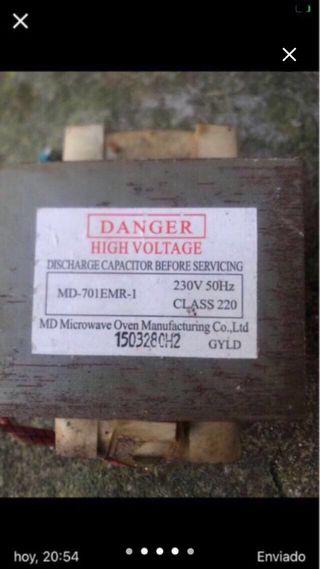 DANGER
HIGH VOLTAGE
DISCHARGE CAPACITOR BEFORE SERVICING
MD-701EMR-1
230V 50Hz
CLASS 220
MD Microwave Oven Manufacturing Co.,Ltd
150328CH2
GYLD
hoy, 20:54
Enviado